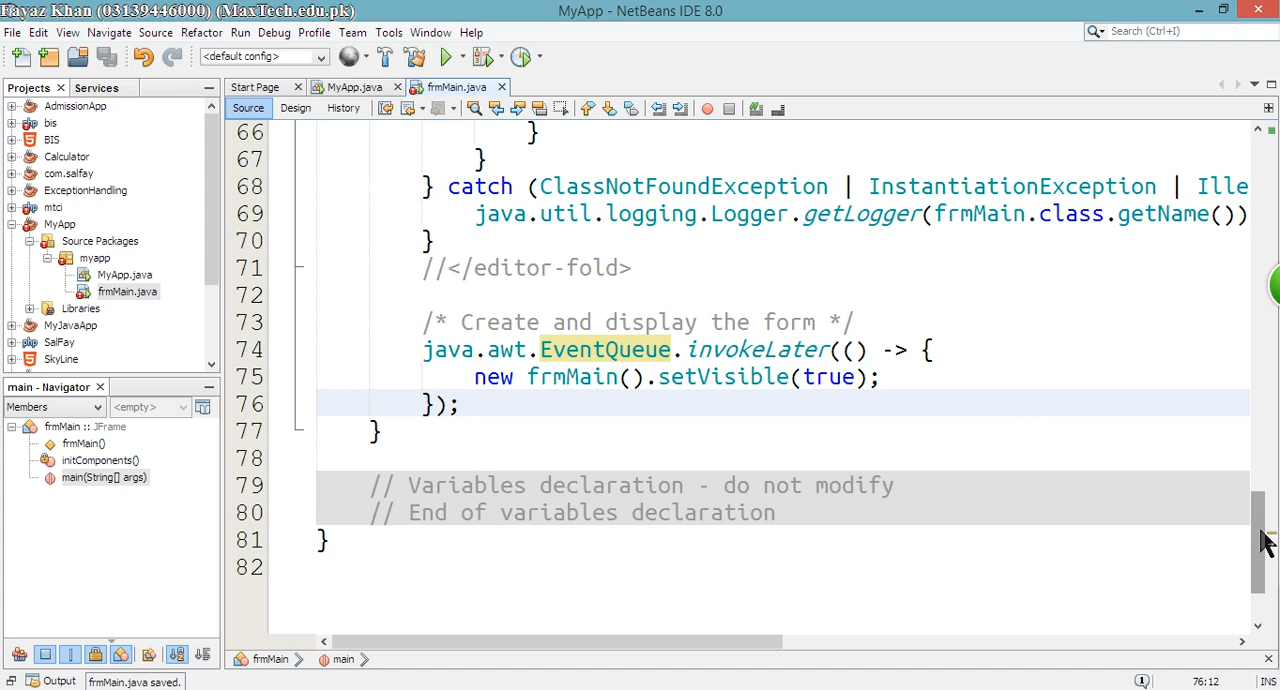 Fayaz Khan (03139446000) (MaxTech.edu.pk)
MyApp - NetBeans IDE 8.0
File Edit View Navigate Source Refactor Run Debug Profile Team Tools Window Help
Search (Ctrl+I)
<default config>
Projects Services
Start Page MyApp.java frmMain.java
Source Design History
AdmissionApp
bis
BIS
Calculator
com.salfay
ExceptionHandling
mtci
MyApp
Source Packages
myapp
MyApp.java
frmMain.java
Libraries
MyJavaApp
SalFay
SkyLine
main - Navigator
Members <empty>
frmMain :: JFrame
frmMain()
initComponents()
main(String[] args)
66 }
67 }
68 } catch (ClassNotFoundException | InstantiationException | Ille
69 java.util.logging.Logger.getLogger(frmMain.class.getName())
70 }
71 //</editor-fold>
72
73 /* Create and display the form */
74 java.awt.EventQueue.invokeLater(() -> {
75 new frmMain().setVisible(true);
76 });
77 }
78
79 // Variables declaration - do not modify
80 // End of variables declaration
81 }
82
frmMain main
Output frmMain.java saved. 1 76:12 INS